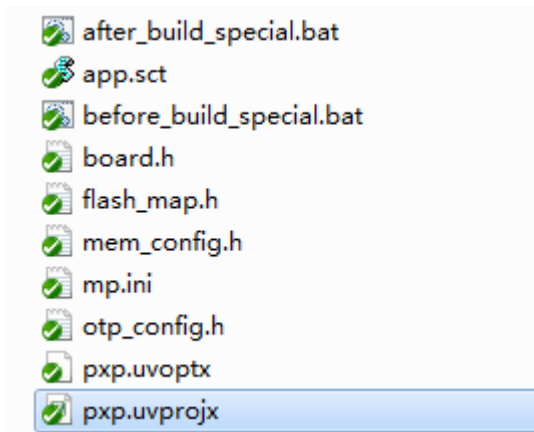 after_build_special.bat
app.sct
before_build_special.bat
board.h
flash_map.h
mem_config.h
mp.ini
otp_config.h
pxp.uvoptx
pxp.uvprojx